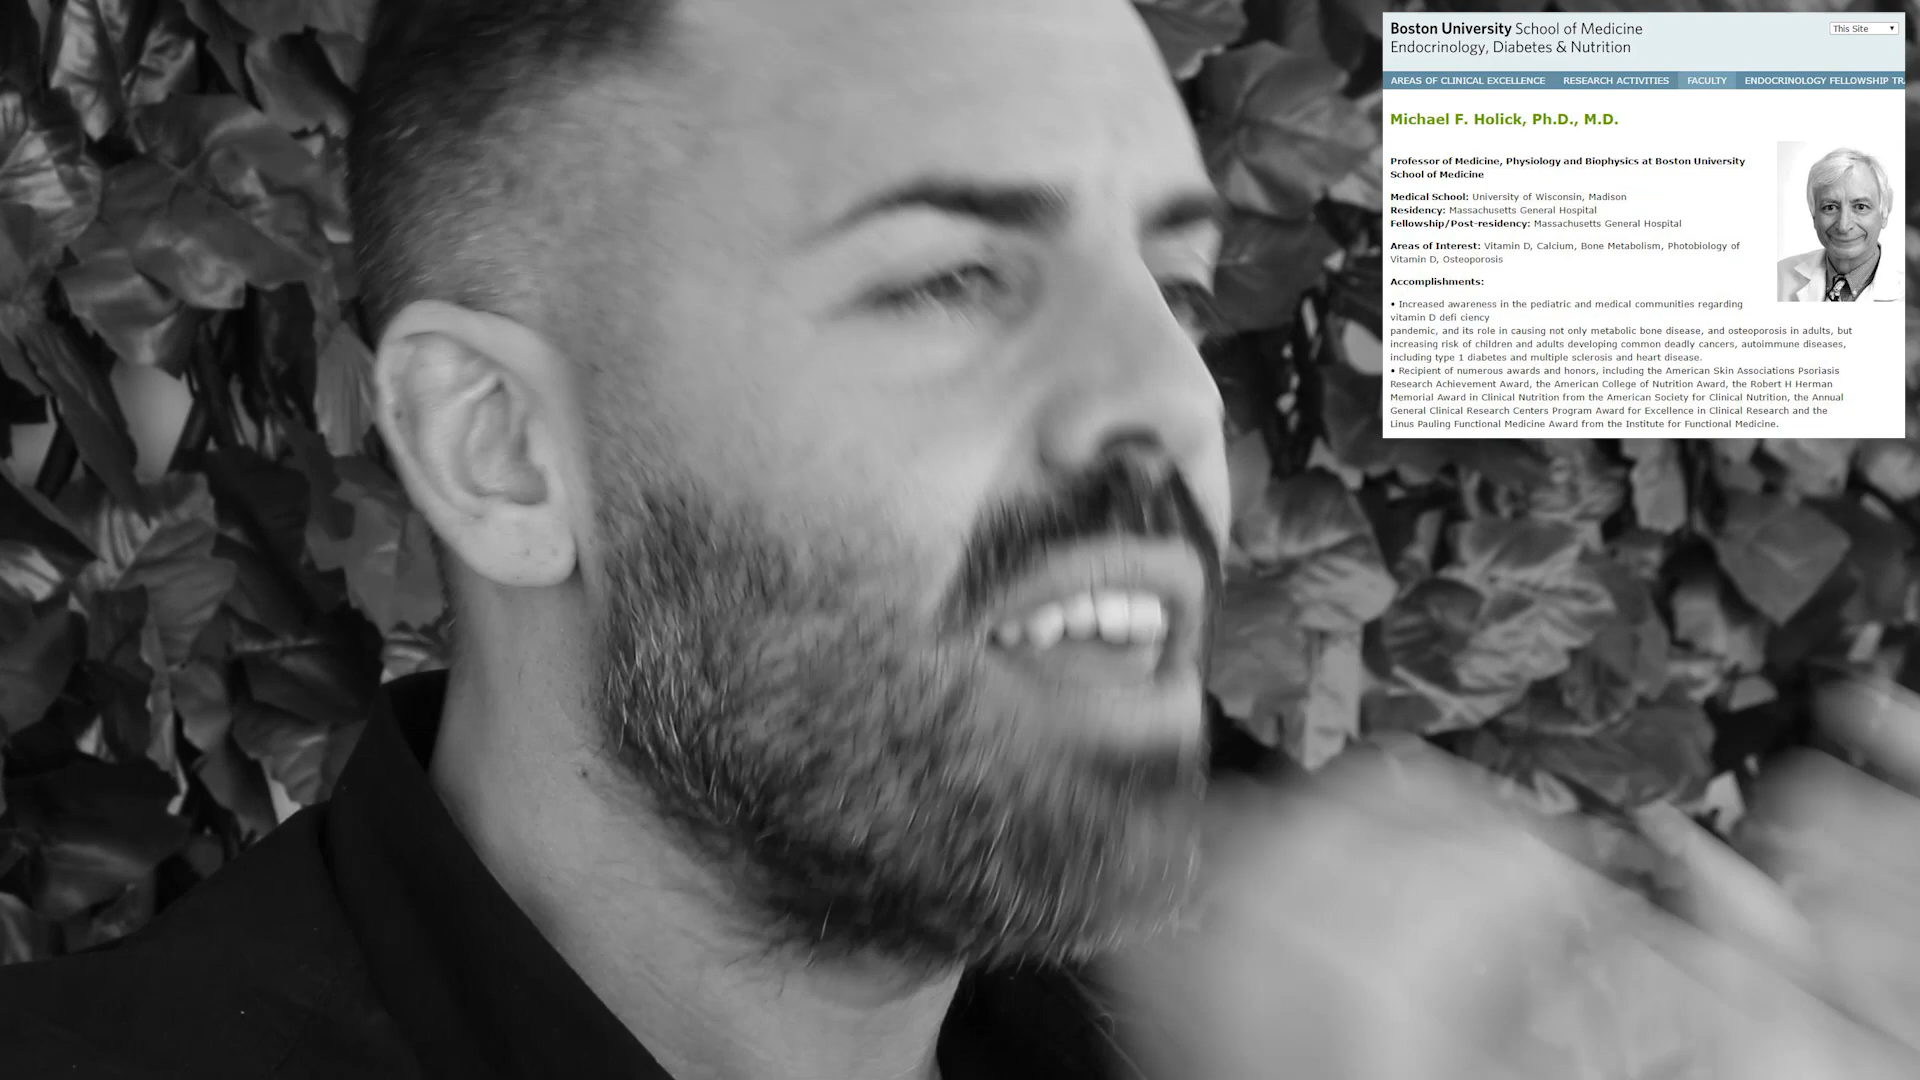 Boston University School of Medicine
Endocrinology, Diabetes & Nutrition
This Site
AREAS OF CLINICAL EXCELLENCE RESEARCH ACTIVITIES FACULTY ENDOCRINOLOGY FELLOWSHIP
Michael F. Holick, Ph.D., M.D.
Professor of Medicine, Physiology and Biophysics at Boston University
School of Medicine
Medical School: University of Wisconsin, Madison
Residency: Massachusetts General Hospital
Fellowship/Post-residency: Massachusetts General Hospital
Areas of Interest: Vitamin D, Calcium, Bone Metabolism, Photobiology of
Vitamin D, Osteoporosis
Accomplishments:
• Increased awareness in the pediatric and medical communities regarding
vitamin D defi ciency
pandemic, and its role in causing not only metabolic bone disease, and osteoporosis in adults, but
increasing risk of children and adults developing common deadly cancers, autoimmune diseases,
including type 1 diabetes and multiple sclerosis and heart disease.
• Recipient of numerous awards and honors, including the American Skin Associations Psoriasis
Research Achievement Award, the American College of Nutrition Award, the Robert H Herman
Memorial Award in Clinical Nutrition from the American Society for Clinical Nutrition, the Annual
General Clinical Research Centers Program Award for Excellence in Clinical Research and the
Linus Pauling Functional Medicine Award from the Institute for Functional Medicine.